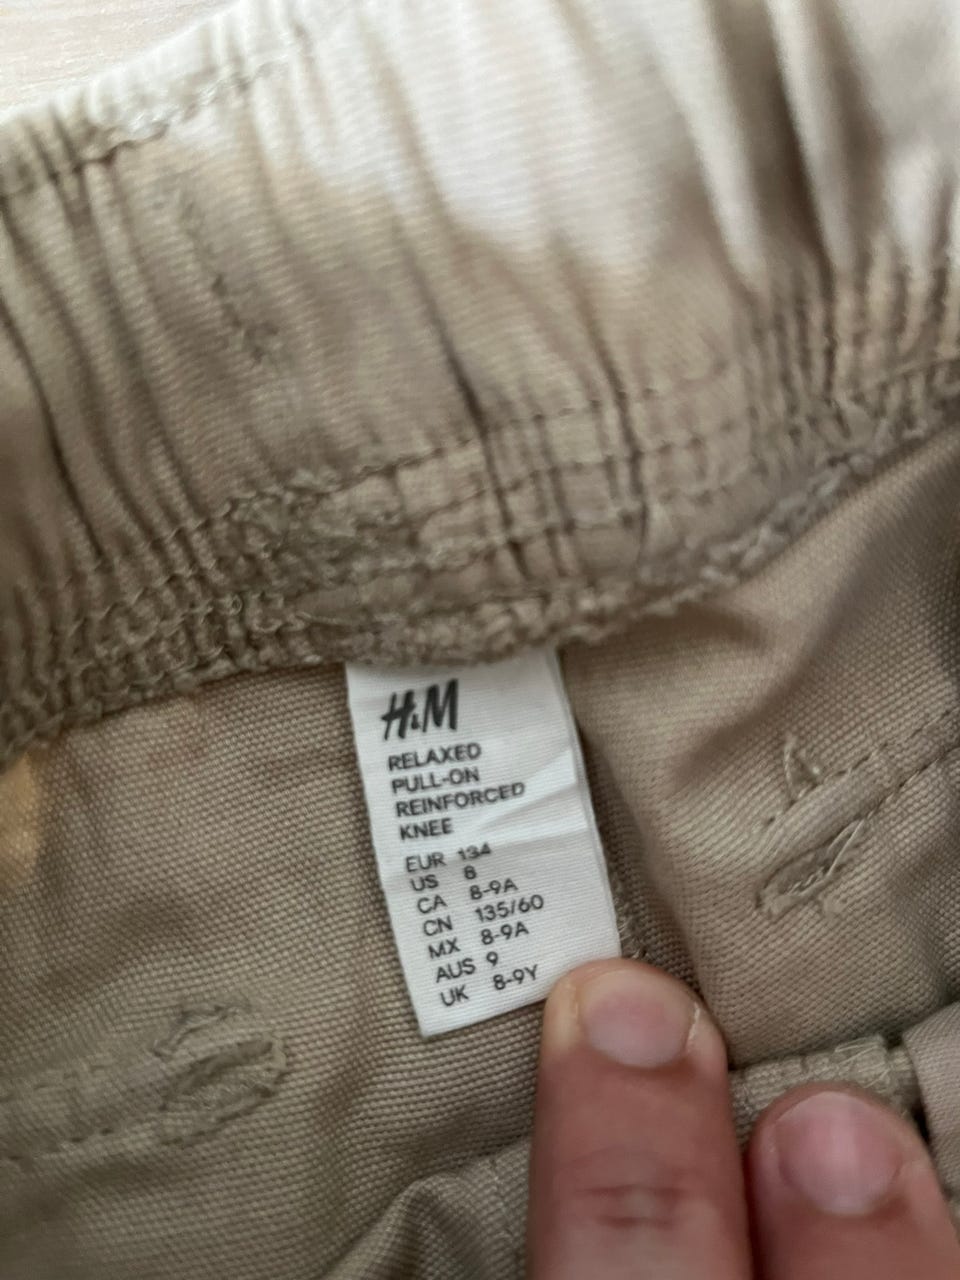 H&M
RELAXED
PULL-ON
REINFORCED
KNEE
EUR 134
US 8
CA 8-9A
CN 135/60
MX 8-9A
AUS 9
UK 8-9Y